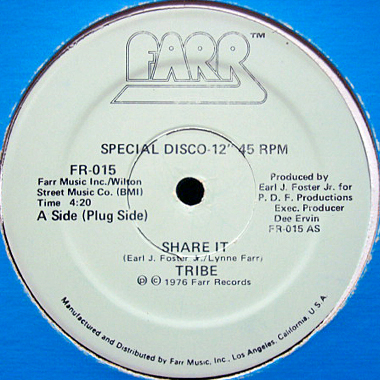 FARR™
SPECIAL DISCO-12" 45 RPM
FR-015
Farr Music Inc./Wilton
Street Music Co. (BMI)
Time 4:20
A Side (Plug Side)
Produced by
Earl J. Foster Jr. for
P. D. F. Productions
Exec. Producer
Dee Ervin
FR-015 AS
SHARE IT
(Earl J. Foster Jr./Lynne Farr)
TRIBE
℗ © 1976 Farr Records
Manufactured and Distributed by Farr Music, Inc., Los Angeles, California, U.S.A.